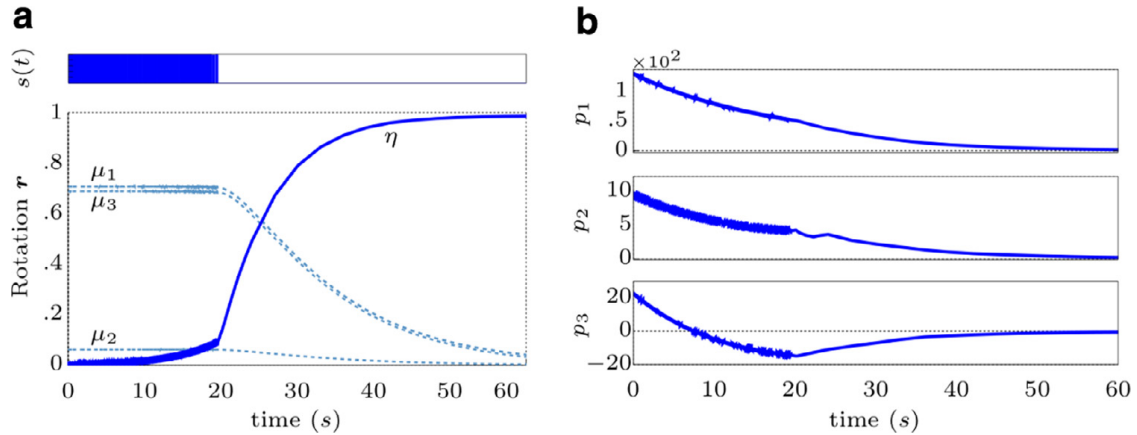 a
s(t)
1
.8
.6
.4
.2
0
Rotation r
μ1
μ3
μ2
η
0 10 20 30 40 50 60
time (s)
b
×10²
1
.5
0
p1
10
5
0
p2
20
0
−20
p3
0 10 20 30 40 50 60
time (s)